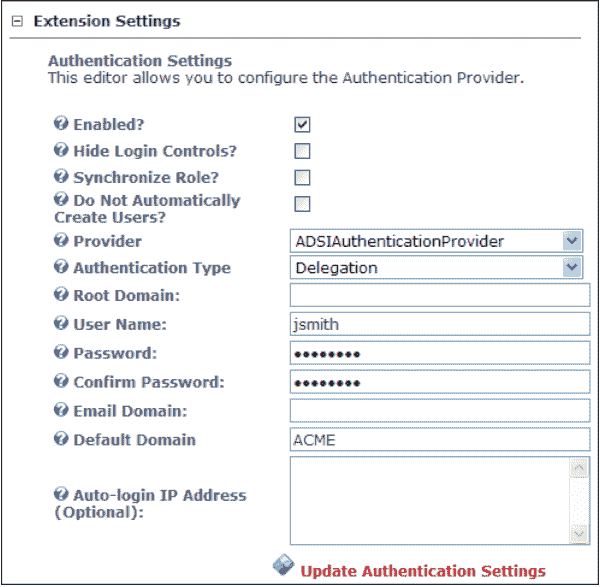 Extension Settings
Authentication Settings
This editor allows you to configure the Authentication Provider.
Enabled?
Hide Login Controls?
Synchronize Role?
Do Not Automatically
Create Users?
Provider ADSIAuthenticationProvider
Authentication Type Delegation
Root Domain:
User Name: jsmith
Password: ••••••••
Confirm Password: ••••••••
Email Domain:
Default Domain ACME
Auto-login IP Address
(Optional):
Update Authentication Settings